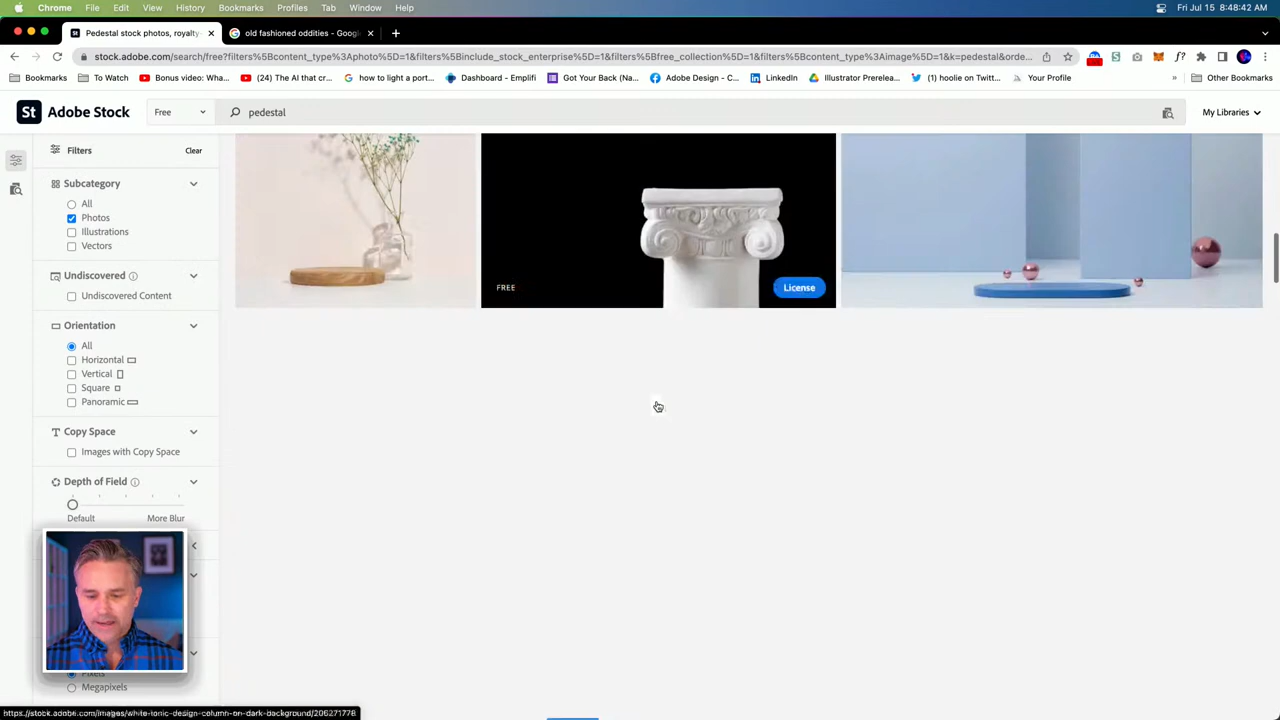 Chrome File Edit View History Bookmarks Profiles Tab Window Help Fri Jul 15 8:48:42 AM
Pedestal stock photos, royalty- old fashioned oddities - Google
stock.adobe.com/search/free?filters%5Bcontent_type%3Aphoto%5D=1&filters%5Binclude_stock_enterprise%5D=1&filters%5Bfree_collection%5D=1&filters%5Bcontent_type%3Aimage%5D=1&k=pedestal&orde...
Bookmarks To Watch Bonus video: Wha... (24) The AI that cr... how to light a port... Dashboard - Emplifi Got Your Back (Na... Adobe Design - C... LinkedIn Illustrator Prerelea... (1) hoolie on Twitt... Your Profile » Other Bookmarks
St Adobe Stock Free pedestal My Libraries
Filters Clear
Subcategory
All
Photos
Illustrations
Vectors
Undiscovered
Undiscovered Content
Orientation
All
Horizontal
Vertical
Square
Panoramic
Copy Space
Images with Copy Space
Depth of Field
Default More Blur
Pixels
Megapixels
FREE License
https://stock.adobe.com/images/white-ionic-design-column-on-dark-background/206271778